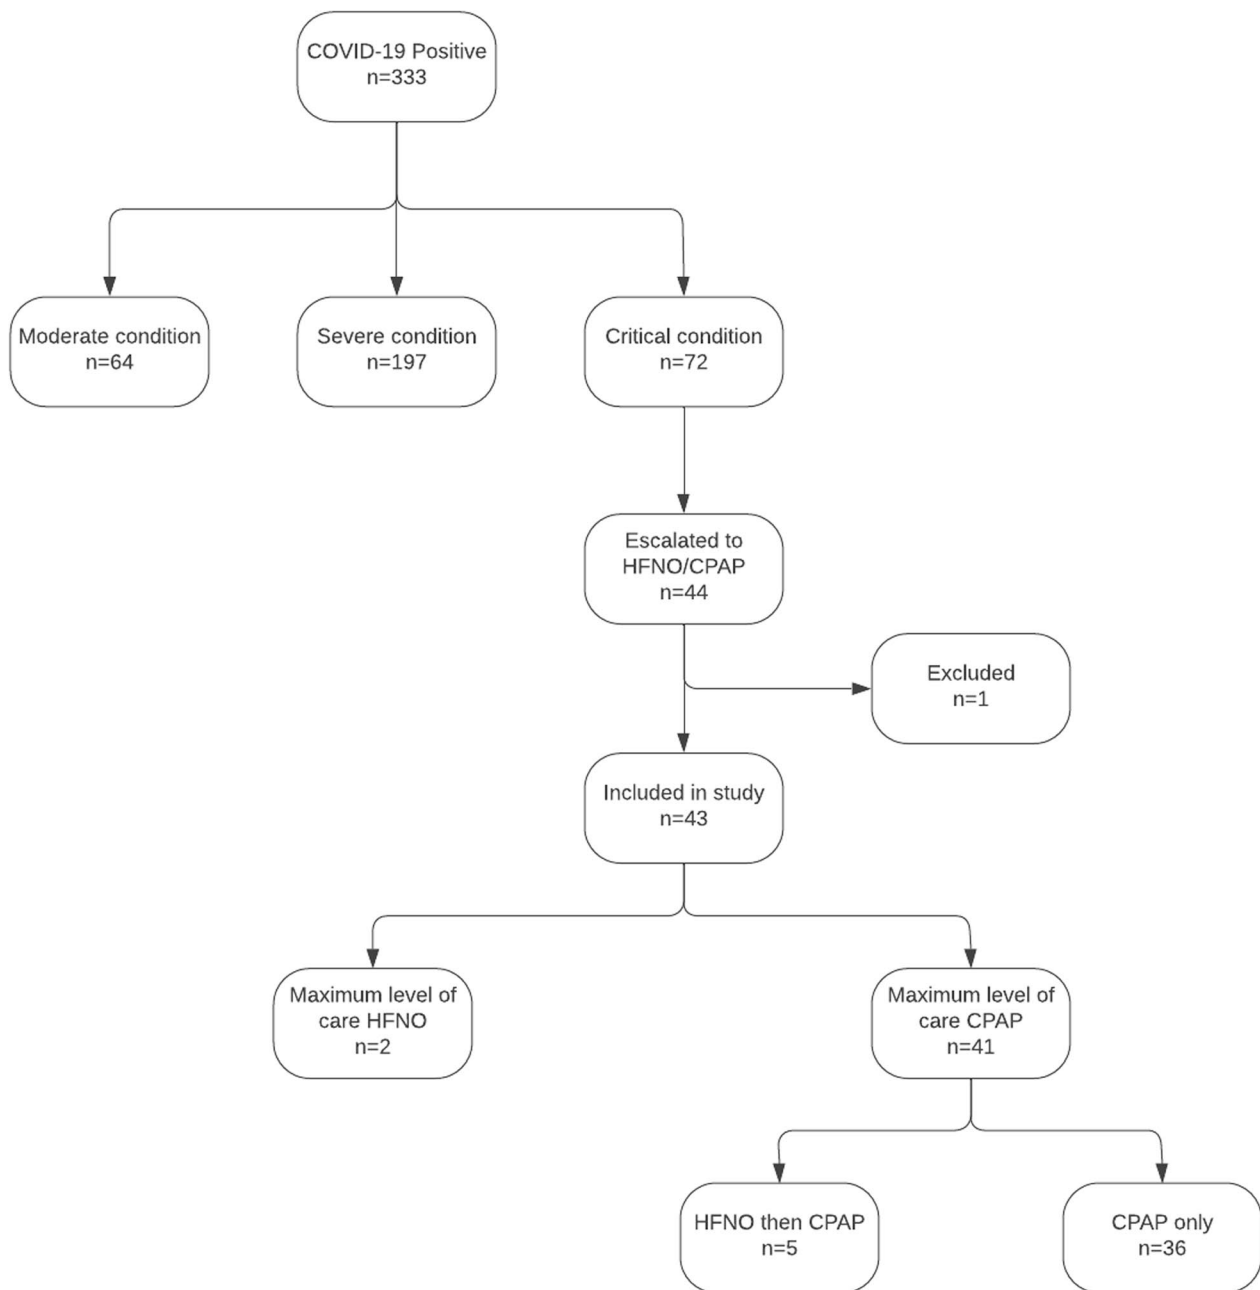 COVID-19 Positive
n=333
Moderate condition
n=64
Severe condition
n=197
Critical condition
n=72
Escalated to
HFNO/CPAP
n=44
Excluded
n=1
Included in study
n=43
Maximum level of
care HFNO
n=2
Maximum level of
care CPAP
n=41
HFNO then CPAP
n=5
CPAP only
n=36